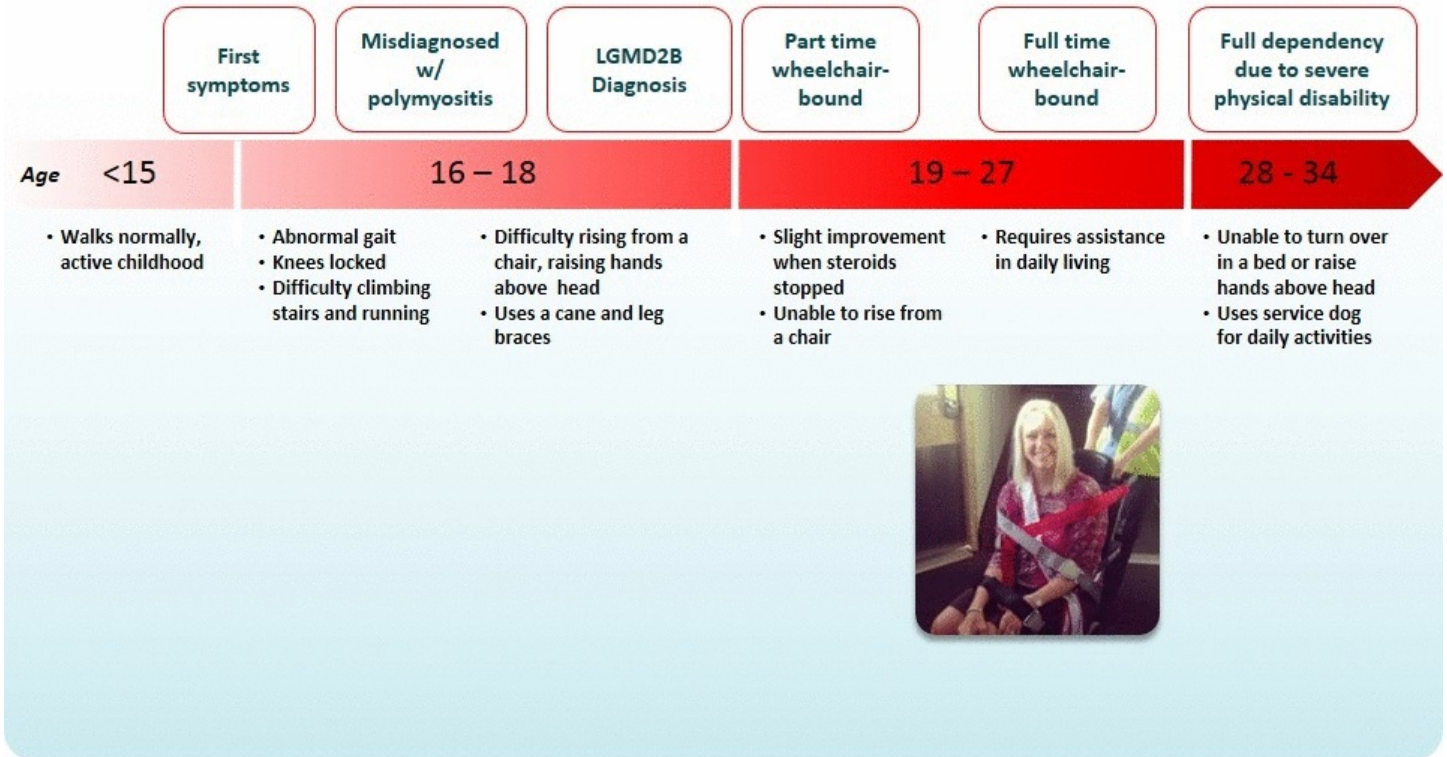 First
symptoms
Misdiagnosed
w/
polymyositis
LGMD2B
Diagnosis
Part time
wheelchair-
bound
Full time
wheelchair-
bound
Full dependency
due to severe
physical disability
Age
<15
16 – 18
19 – 27
28 - 34
• Walks normally,
active childhood
• Abnormal gait
• Knees locked
• Difficulty climbing
stairs and running
• Difficulty rising from a
chair, raising hands
above head
• Uses a cane and leg
braces
• Slight improvement
when steroids
stopped
• Unable to rise from
a chair
• Requires assistance
in daily living
• Unable to turn over
in a bed or raise
hands above head
• Uses service dog
for daily activities